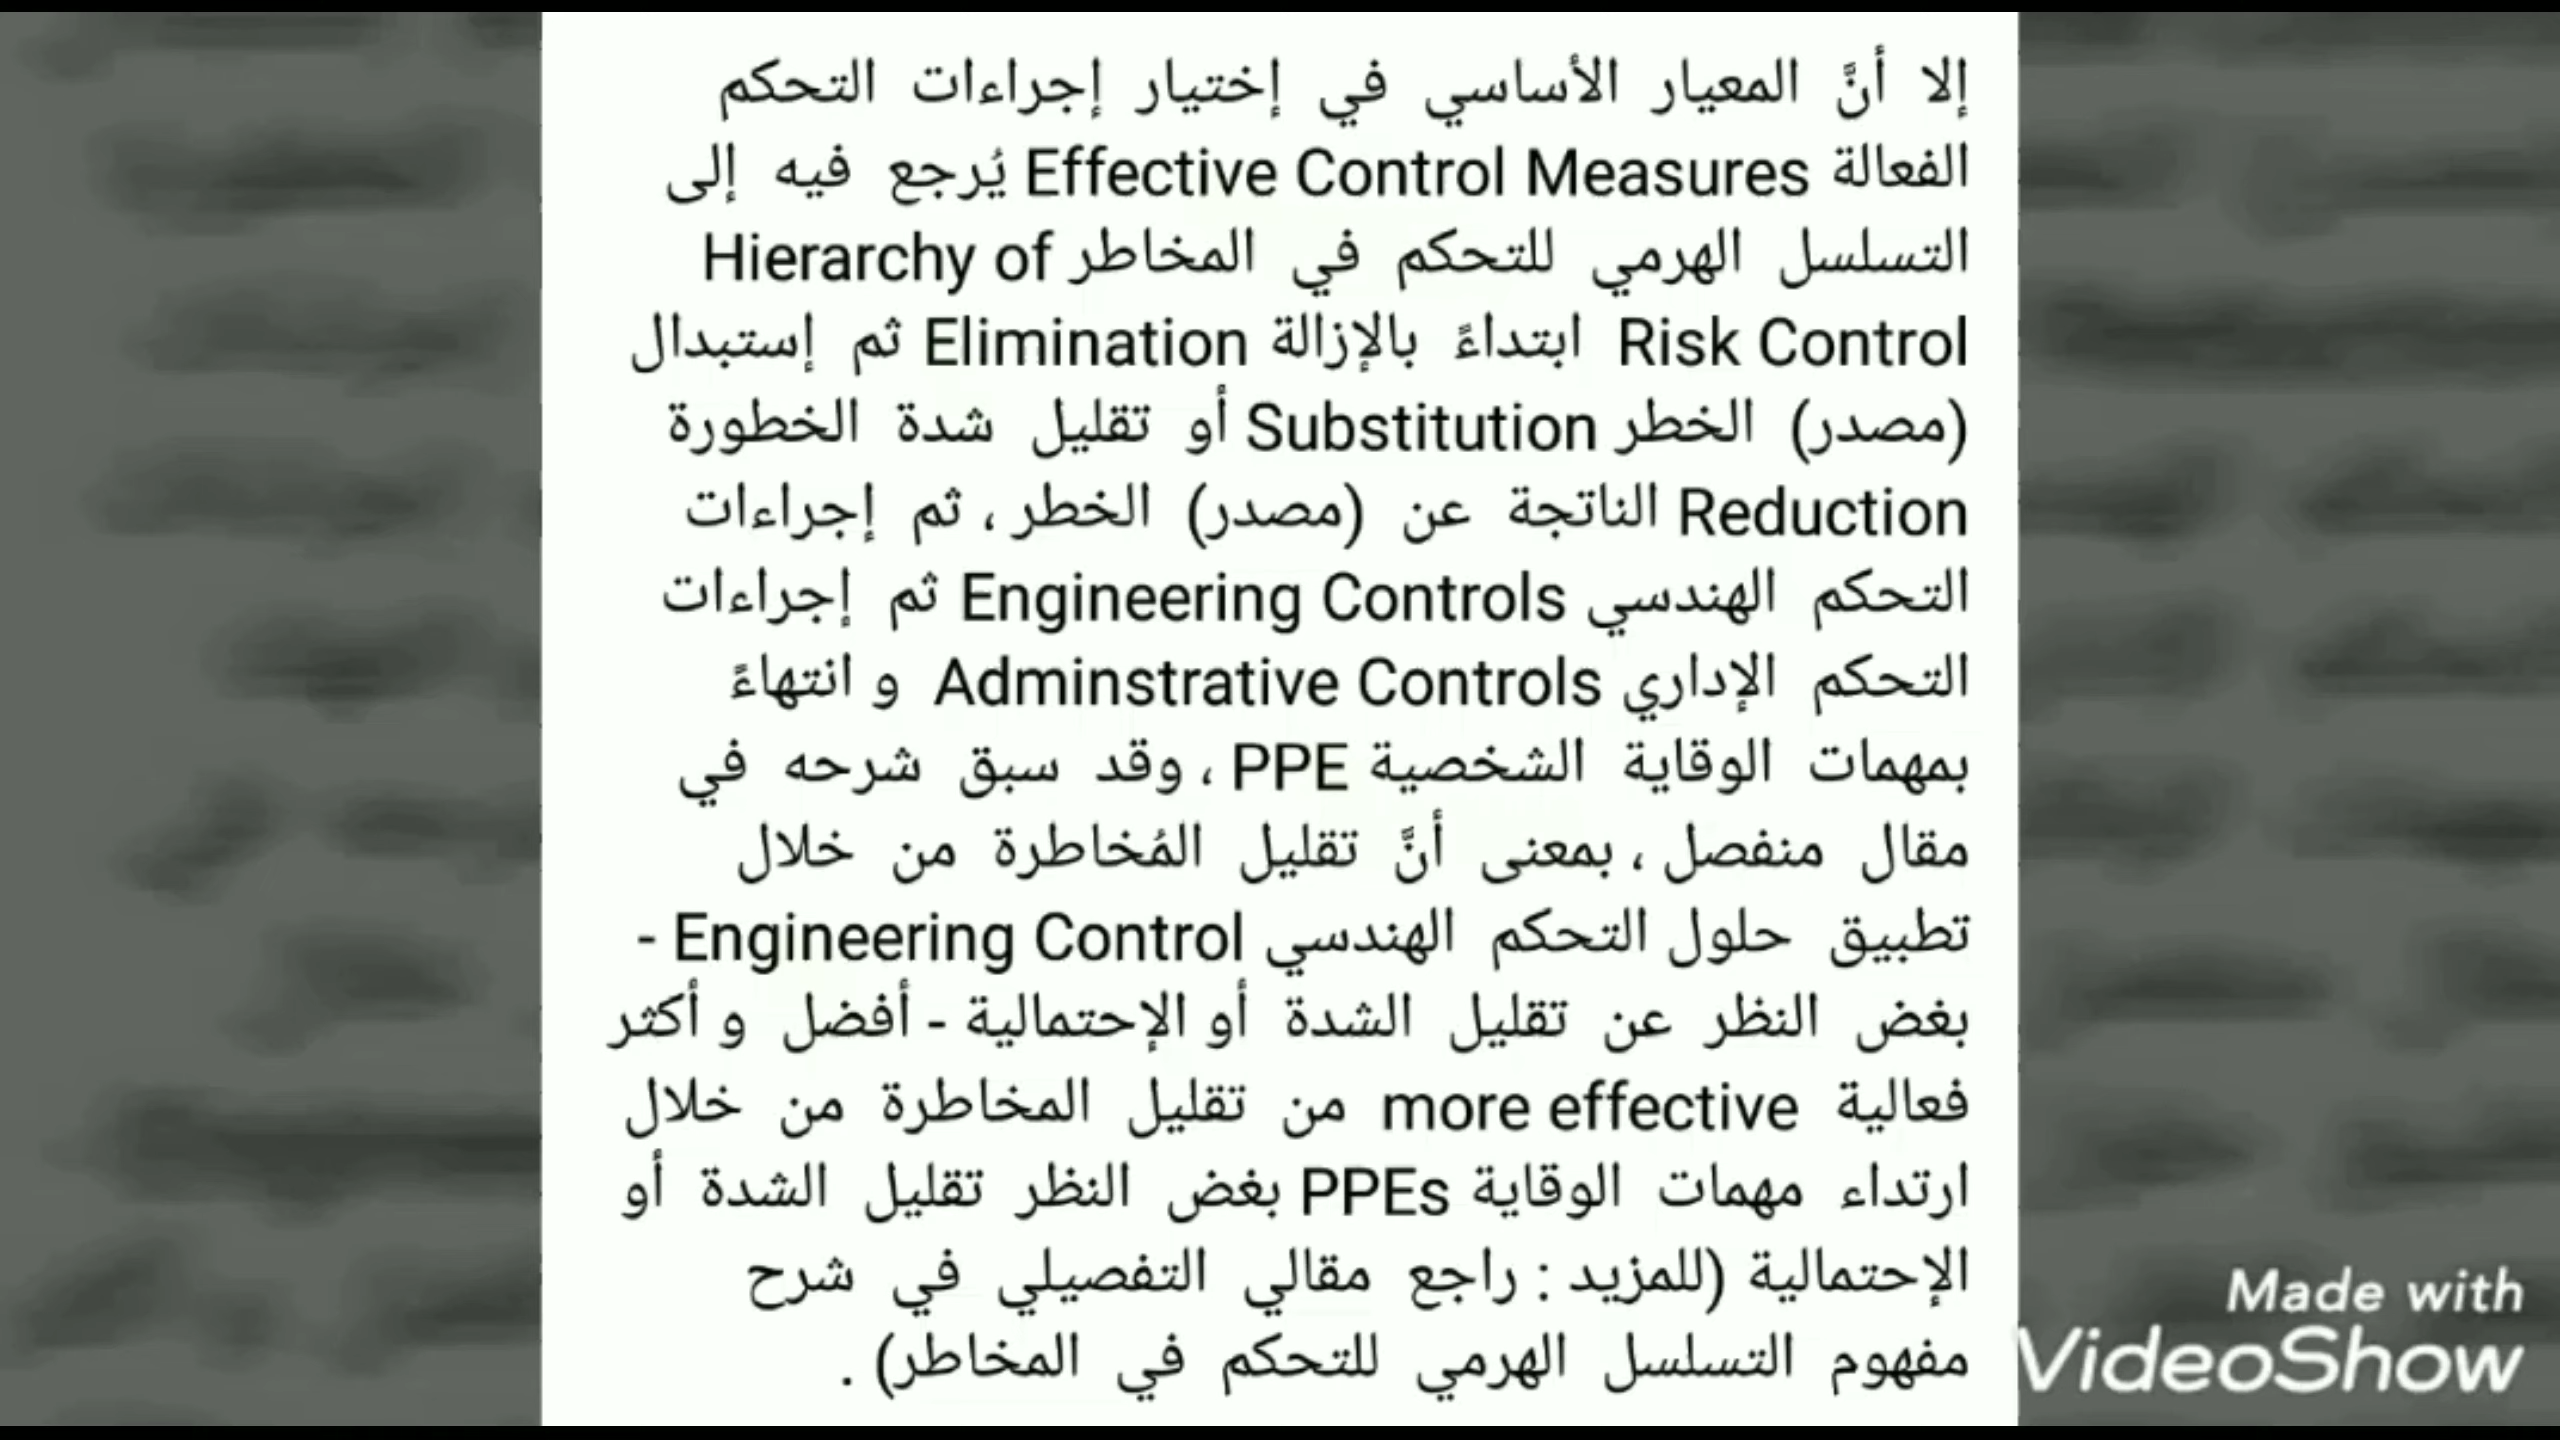 إلا أنَّ المعيار الأساسي في إختيار إجراءات التحكم
الفعالة Effective Control Measures يُرجع فيه إلى
التسلسل الهرمي للتحكم في المخاطر Hierarchy of
Risk Control ابتداءً بالإزالة Elimination ثم إستبدال
(مصدر) الخطر Substitution أو تقليل شدة الخطورة
Reduction الناتجة عن (مصدر) الخطر ، ثم إجراءات
التحكم الهندسي Engineering Controls ثم إجراءات
التحكم الإداري Adminstrative Controls و انتهاءً
بمهمات الوقاية الشخصية PPE ، وقد سبق شرحه في
مقال منفصل ، بمعنى أنَّ تقليل المُخاطرة من خلال
تطبيق حلول التحكم الهندسي Engineering Control -
بغض النظر عن تقليل الشدة أو الإحتمالية - أفضل و أكثر
فعالية more effective من تقليل المخاطرة من خلال
ارتداء مهمات الوقاية PPEs بغض النظر تقليل الشدة أو
الإحتمالية (للمزيد : راجع مقالي التفصيلي في شرح
مفهوم التسلسل الهرمي للتحكم في المخاطر) .
Made with
VideoShow